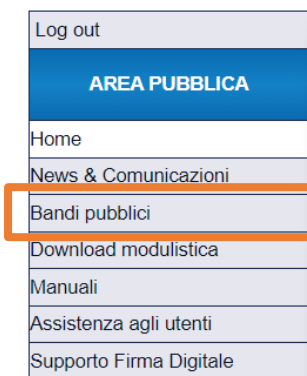 Log out
AREA PUBBLICA
Home
News & Comunicazioni
Bandi pubblici
Download modulistica
Manuali
Assistenza agli utenti
Supporto Firma Digitale